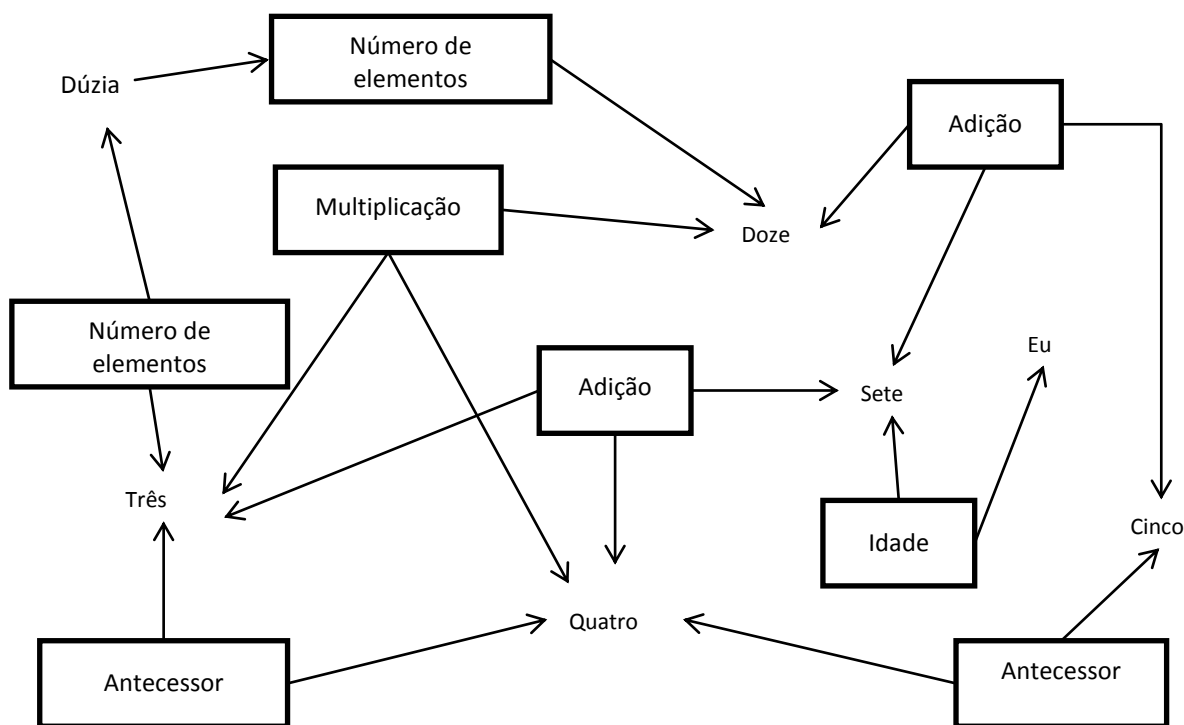 Número de
elementos
Dúzia
Adição
Multiplicação
Doze
Número de
elementos
Eu
Adição
Sete
Três
Cinco
Idade
Quatro
Antecessor
Antecessor